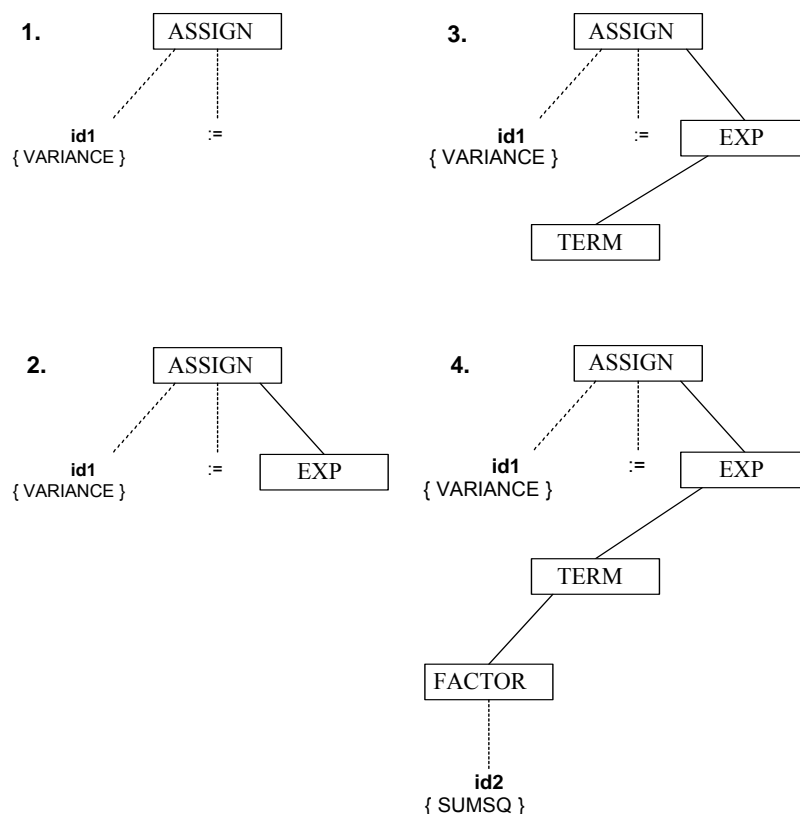 1.
ASSIGN
id1
:=
{ VARIANCE }
2.
ASSIGN
id1
:=
EXP
{ VARIANCE }
3.
ASSIGN
id1
:=
EXP
{ VARIANCE }
TERM
4.
ASSIGN
id1
:=
EXP
{ VARIANCE }
TERM
FACTOR
id2
{ SUMSQ }